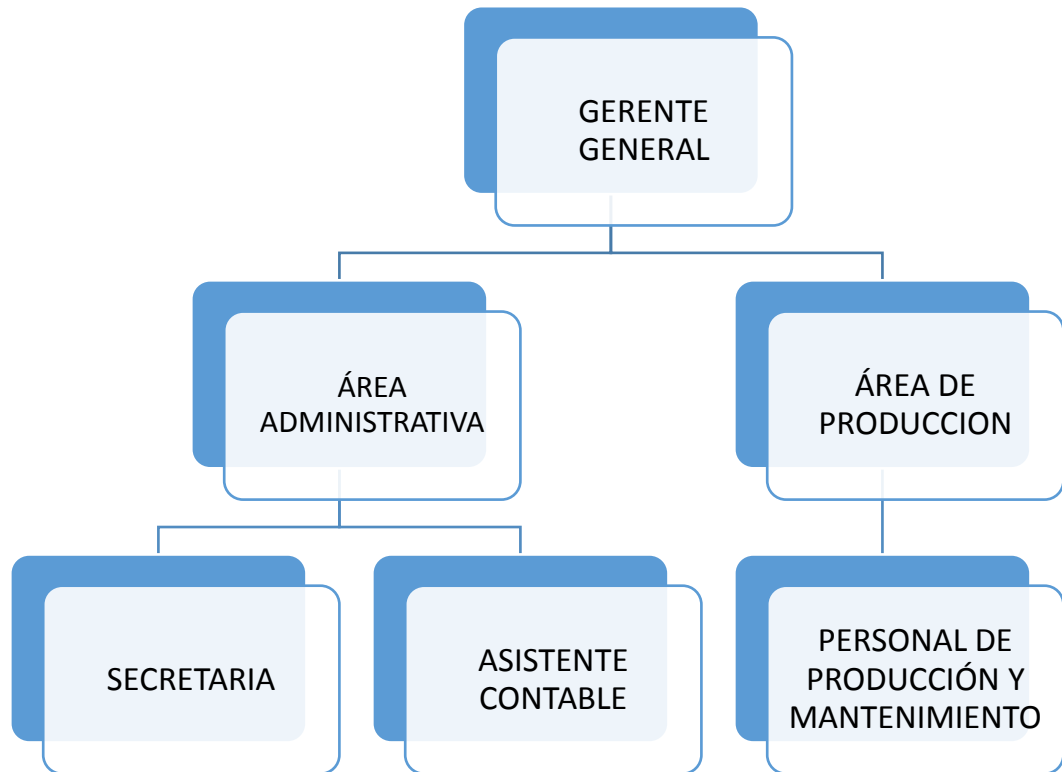 GERENTE
GENERAL
ÁREA
ADMINISTRATIVA
ÁREA DE
PRODUCCION
SECRETARIA
ASISTENTE
CONTABLE
PERSONAL DE
PRODUCCIÓN Y
MANTENIMIENTO